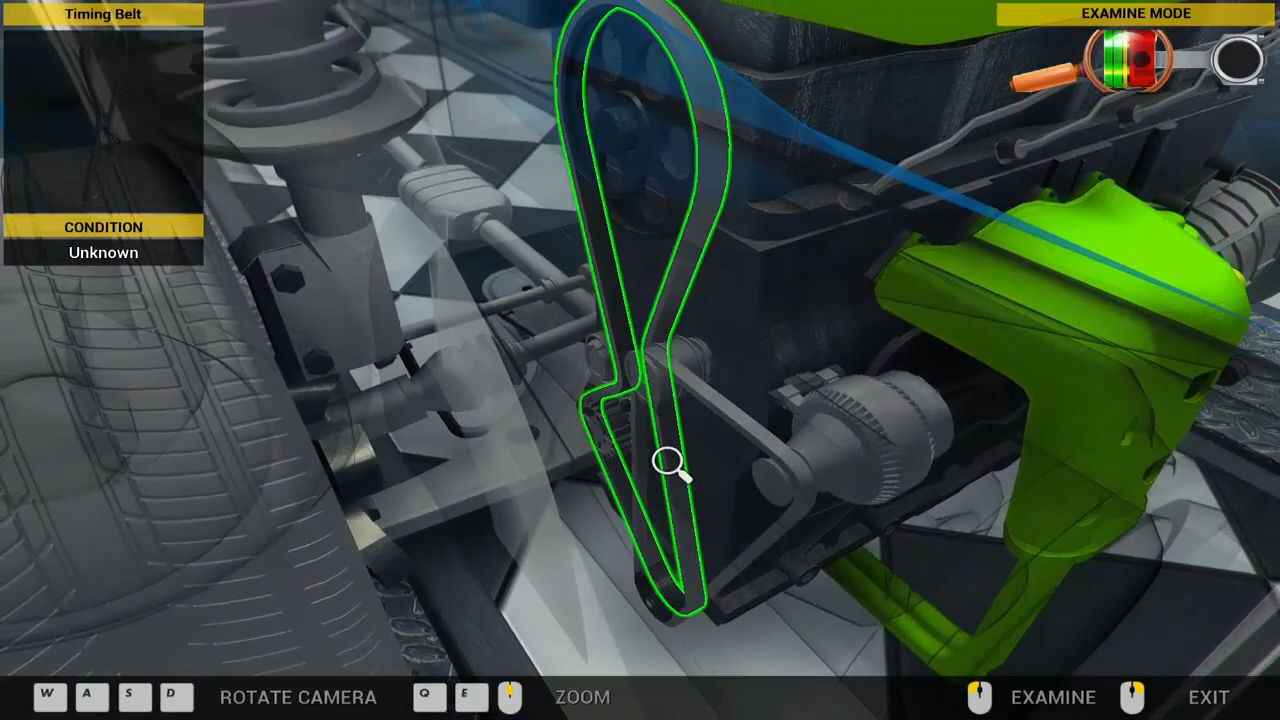 Timing Belt
EXAMINE MODE
CONDITION
Unknown
W A S D ROTATE CAMERA Q E ZOOM EXAMINE EXIT